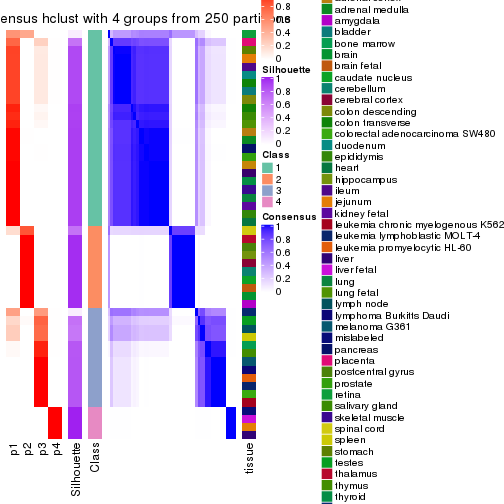 ensus hclust with 4 groups from 250 parti
0.8
0.6
0.4
0.2
0
Silhouette
1
0.8
0.6
0.4
0.2
0
Class
1
2
3
4
Consensus
1
0.8
0.6
0.4
0.2
0
p1
p2
p3
p4
Silhouette
Class
tissue
adrenal medulla
amygdala
bladder
bone marrow
brain
brain fetal
caudate nucleus
cerebellum
cerebral cortex
colon descending
colon transverse
colorectal adenocarcinoma SW480
duodenum
epididymis
heart
hippocampus
ileum
jejunum
kidney fetal
leukemia chronic myelogenous K562
leukemia lymphoblastic MOLT-4
leukemia promyelocytic HL-60
liver
liver fetal
lung
lung fetal
lymph node
lymphoma Burkitts Daudi
melanoma G361
mislabeled
pancreas
placenta
postcentral gyrus
prostate
retina
salivary gland
skeletal muscle
spinal cord
spleen
stomach
testes
thalamus
thymus
thyroid